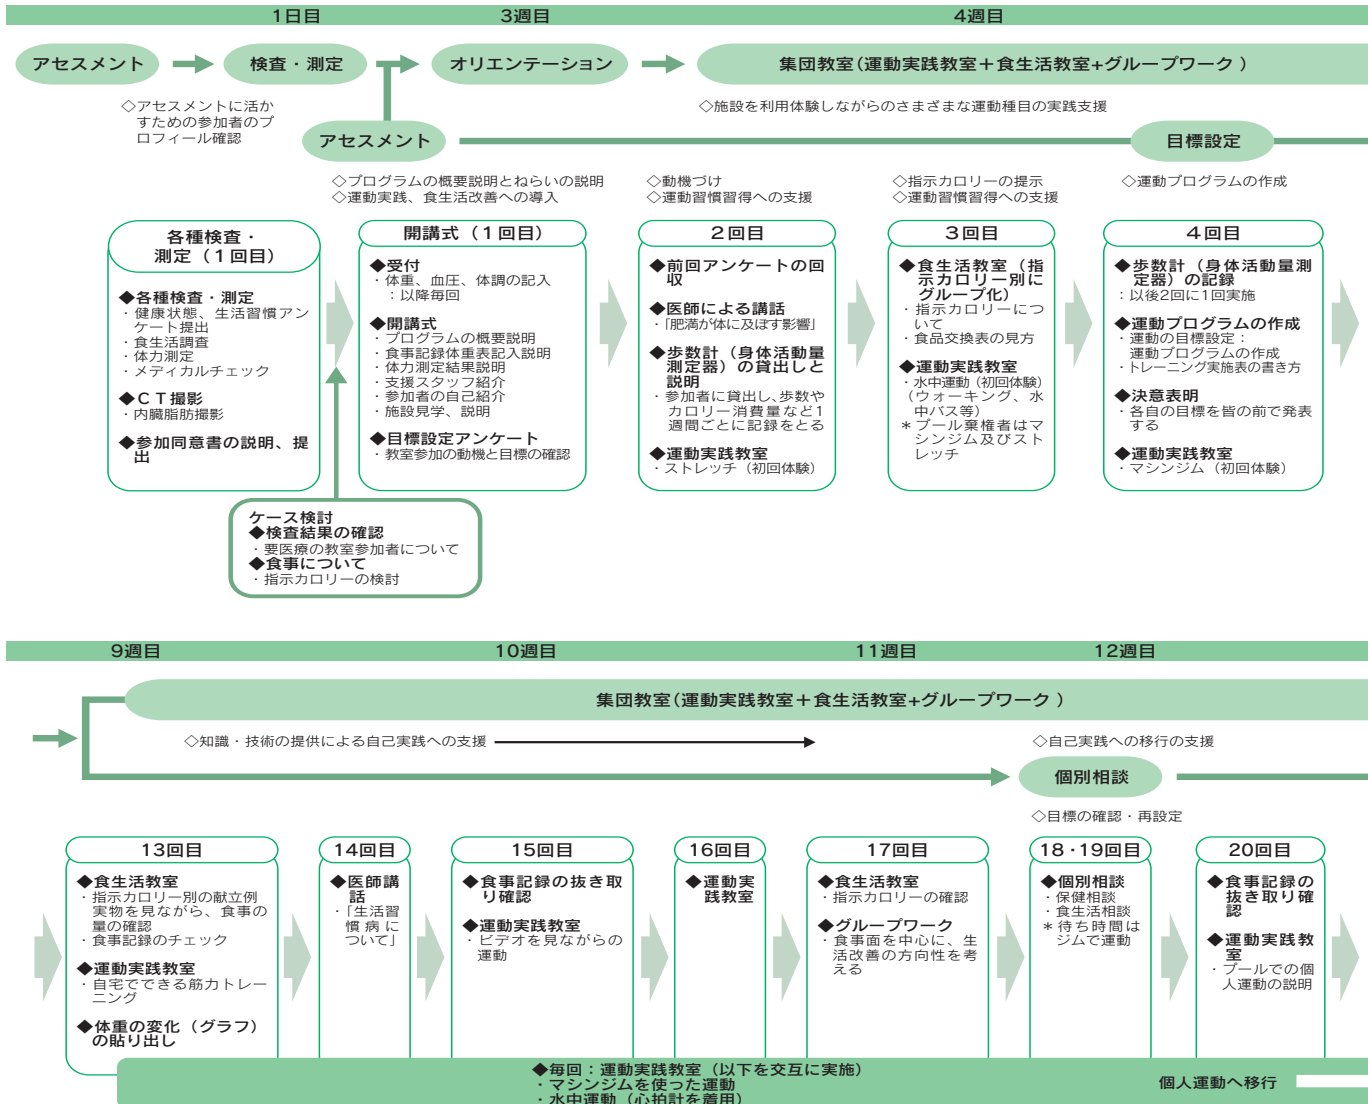 1日目
3週目
4週目
アセスメント
検査・測定
オリエンテーション
集団教室(運動実践教室＋食生活教室+グループワーク )
◇アセスメントに活か
すための参加者のプ
ロフィール確認
◇施設を利用体験しながらのさまざまな運動種目の実践支援
アセスメント
目標設定
◇プログラムの概要説明とねらいの説明
◇運動実践、食生活改善への導入
◇動機づけ
◇運動習慣習得への支援
◇指示カロリーの提示
◇運動習慣習得への支援
◇運動プログラムの作成
各種検査・
測定（１回目）
◆各種検査・測定
・健康状態、生活習慣アン
ケート提出
・食生活調査
・体力測定
・メディカルチェック
◆ＣＴ撮影
・内臓脂肪撮影
◆参加同意書の説明、提
出
開講式（１回目）
◆受付
・体重、血圧、体調の記入
：以降毎回
◆開講式
・プログラムの概要説明
・食事記録体重表記入説明
・体力測定結果説明
・支援スタッフ紹介
・参加者の自己紹介
・施設見学、説明
◆目標設定アンケート
・教室参加の動機と目標の確認
２回目
◆前回アンケートの回
収
◆医師による講話
・「肥満が体に及ぼす影響」
◆歩数計（身体活動量
測定器）の貸出しと
説明
・参加者に貸出し、歩数や
カロリー消費量など１
週間ごとに記録をとる
◆運動実践教室
・ストレッチ（初回体験）
３回目
◆食生活教室（指
示カロリー別に
グループ化）
・指示カロリーにつ
いて
・食品交換表の見方
◆運動実践教室
・水中運動（初回体験）
（ウォーキング、水
中バス等）
＊プール棄権者はマ
シンジム及びスト
レッチ
４回目
◆歩数計（身体活動量測
定器）の記録
：以後2回に1回実施
◆運動プログラムの作成
・運動の目標設定：
運動プログラムの作成
・トレーニング実施表の書き方
◆決意表明
・各自の目標を皆の前で発表
する
◆運動実践教室
・マシンジム（初回体験）
ケース検討
◆検査結果の確認
・要医療の教室参加者について
◆食事について
・指示カロリーの検討
9週目
10週目
11週目
12週目
集団教室(運動実践教室＋食生活教室+グループワーク )
◇知識・技術の提供による自己実践への支援
◇自己実践への移行の支援
個別相談
◇目標の確認・再設定
13回目
◆食生活教室
・指示カロリー別の献立例
実物を見ながら、食事の
量の確認
・食事記録のチェック
◆運動実践教室
・自宅でできる筋力トレー
ニング
◆体重の変化（グラフ）
の貼り出し
14回目
◆医師講
話
・「生活習
慣病に
ついて」
15回目
◆食事記録の抜き取
り確認
◆運動実践教室
・ビデオを見ながらの
運動
16回目
◆運動実
践教室
17回目
◆食生活教室
・指示カロリーの確認
◆グループワーク
・食事面を中心に、生
活改善の方向性を考
える
18・19回目
◆個別相談
・保健相談
・食生活相談
＊待ち時間は
ジムで運動
20回目
◆食事記録の
抜き取り確
認
◆運動実践教
室
・プールでの個
人運動の説明
◆毎回：運動実践教室（以下を交互に実施）
・マシンジムを使った運動
・水中運動（心拍計を着用）
個人運動へ移行